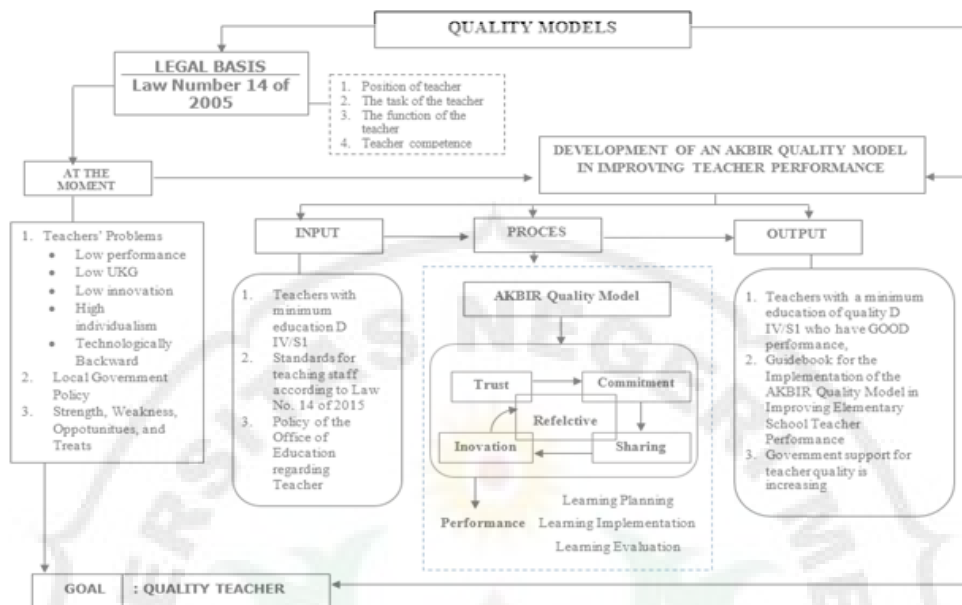 QUALITY MODELS
LEGAL BASIS
Law Number 14 of
2005
1. Position of teacher
2. The task of the teacher
3. The function of the
teacher
4. Teacher competence
DEVELOPMENT OF AN AKBIR QUALITY MODEL
IN IMPROVING TEACHER PERFORMANCE
AT THE
MOMENT
1. Teachers' Problems
• Low performance
• Low UKG
• Low innovation
• High
individualism
• Technologically
Backward
2. Local Government
Policy
3. Strength, Weakness,
Oppotunitues, and
Treats
INPUT
PROCES
OUTPUT
1. Teachers with
minimum
education D
IV/S1
2. Standards for
teaching staff
according to Law
No. 14 of 2015
3. Policy of the
Office of
Education
regarding
Teacher
AKBIR Quality Model
Trust
Commitment
Refelctive
Inovation
Sharing
Performance
Learning Planning
Learning Implementation
Learning Evaluation
1. Teachers with a minimum
education of quality D
IV/S1 who have GOOD
performance,
2. Guidebook for the
Implementation of the
AKBIR Quality Model in
Improving Elementary
School Teacher
Performance
3. Government support for
teacher quality is
increasing
GOAL : QUALITY TEACHER